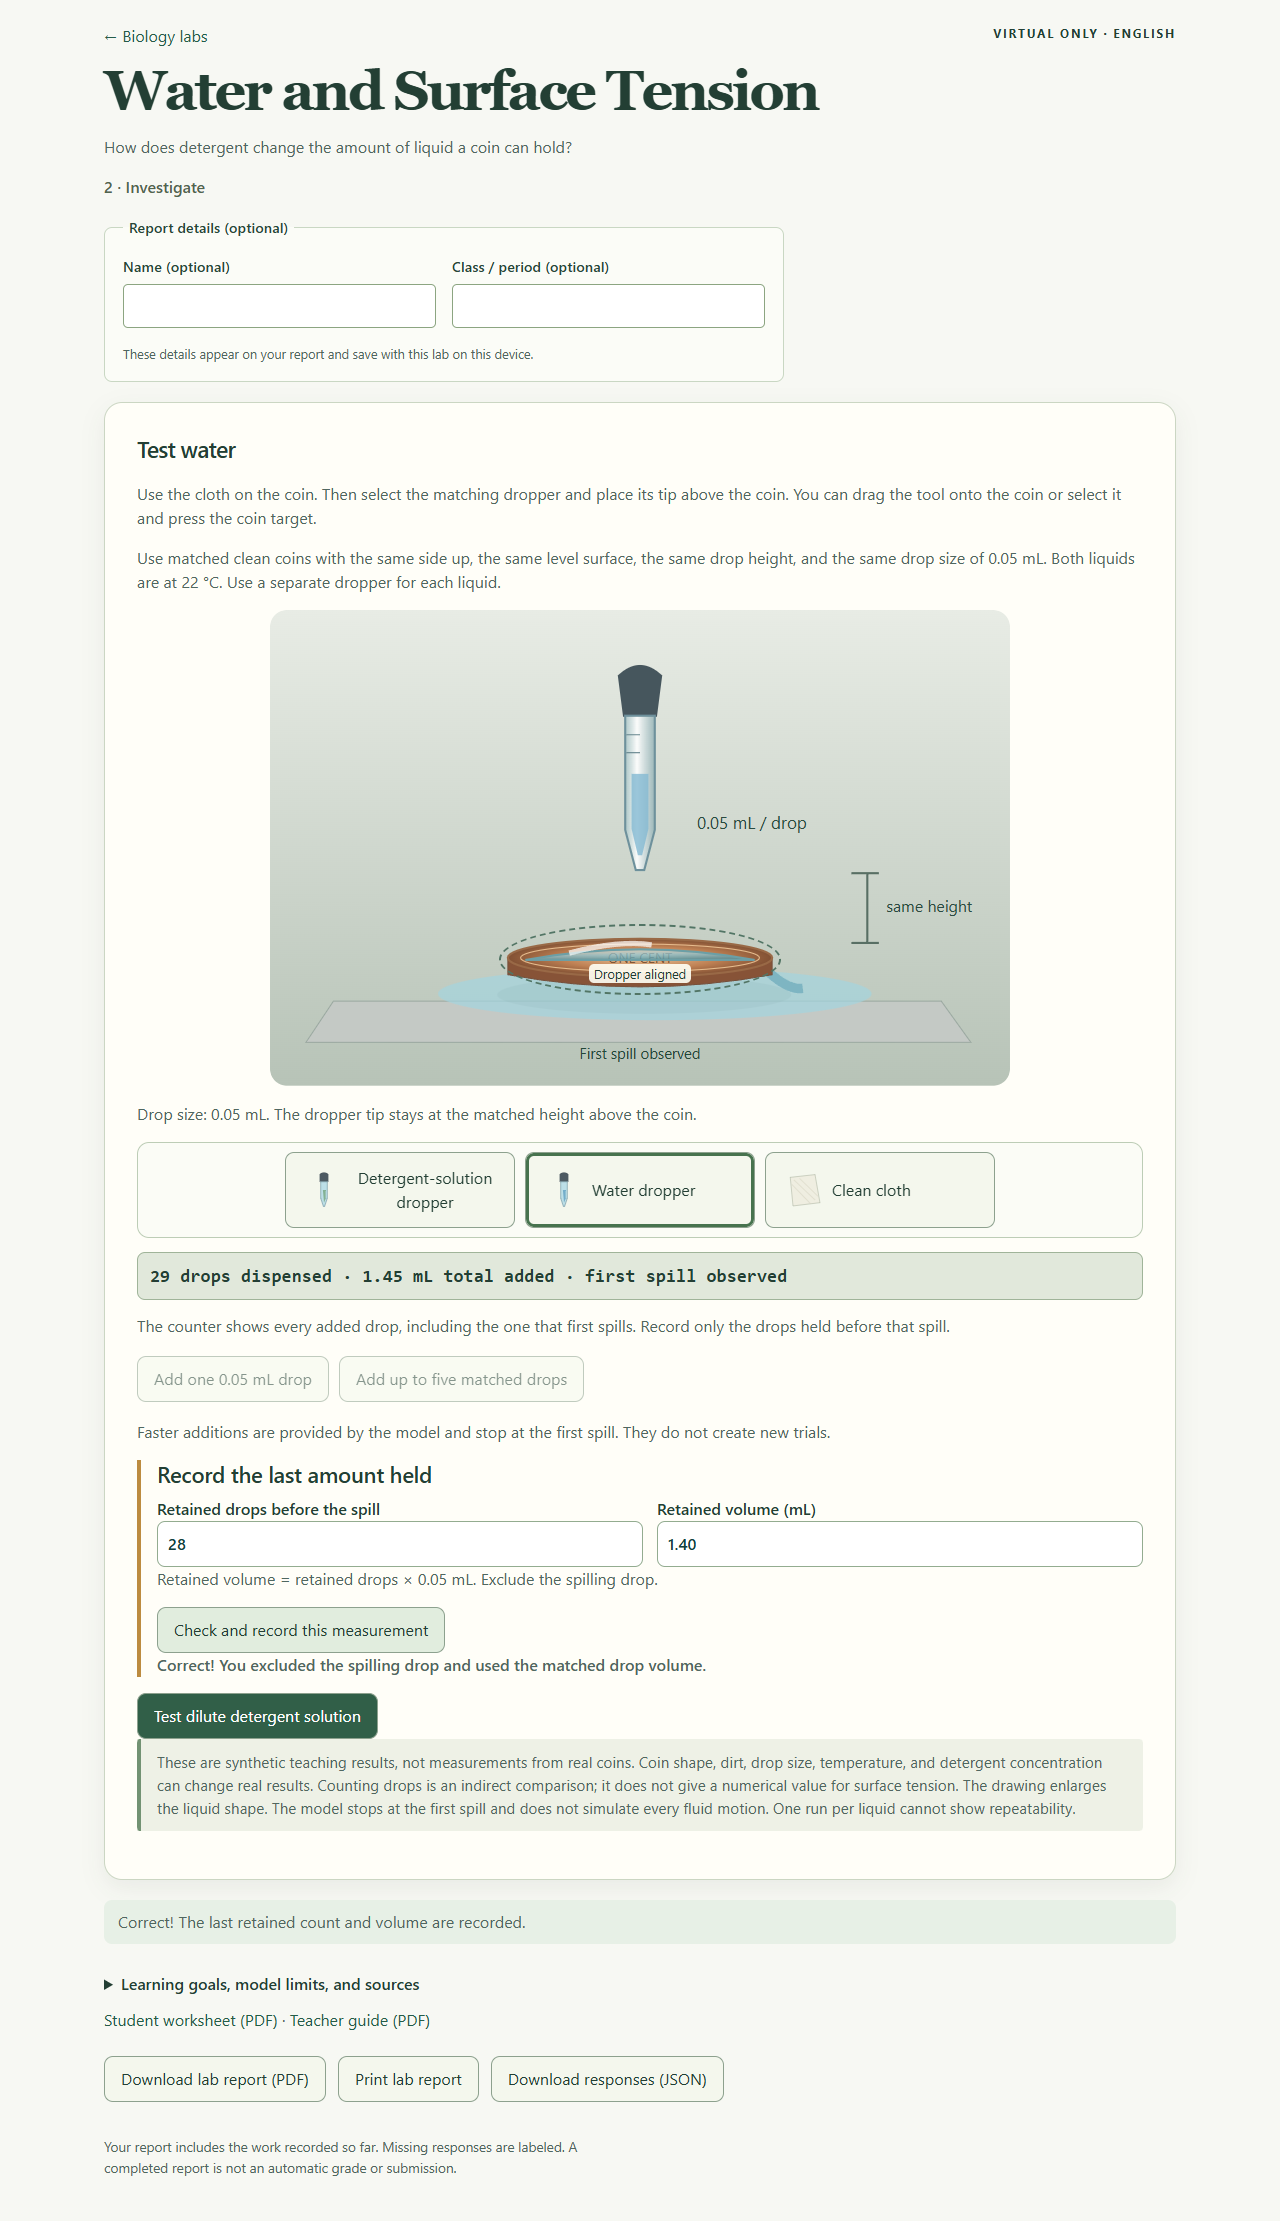 ← Biology labs
VIRTUAL ONLY · ENGLISH
Water and Surface Tension
How does detergent change the amount of liquid a coin can hold?
2 · Investigate
Report details (optional)
Name (optional)
Class / period (optional)
These details appear on your report and save with this lab on this device.
Test water
Use the cloth on the coin. Then select the matching dropper and place its tip above the coin. You can drag the tool onto the coin or select it
and press the coin target.
Use matched clean coins with the same side up, the same level surface, the same drop height, and the same drop size of 0.05 mL. Both liquids
are at 22 °C. Use a separate dropper for each liquid.
0.05 mL / drop
same height
ONE CENT
Dropper aligned
First spill observed
Drop size: 0.05 mL. The dropper tip stays at the matched height above the coin.
Detergent-solution
dropper
Water dropper
Clean cloth
29 drops dispensed · 1.45 mL total added · first spill observed
The counter shows every added drop, including the one that first spills. Record only the drops held before that spill.
Add one 0.05 mL drop
Add up to five matched drops
Faster additions are provided by the model and stop at the first spill. They do not create new trials.
Record the last amount held
Retained drops before the spill
Retained volume (mL)
28
1.40
Retained volume = retained drops × 0.05 mL. Exclude the spilling drop.
Check and record this measurement
Correct! You excluded the spilling drop and used the matched drop volume.
Test dilute detergent solution
These are synthetic teaching results, not measurements from real coins. Coin shape, dirt, drop size, temperature, and detergent concentration
can change real results. Counting drops is an indirect comparison; it does not give a numerical value for surface tension. The drawing enlarges
the liquid shape. The model stops at the first spill and does not simulate every fluid motion. One run per liquid cannot show repeatability.
Correct! The last retained count and volume are recorded.
▶ Learning goals, model limits, and sources
Student worksheet (PDF) · Teacher guide (PDF)
Download lab report (PDF)
Print lab report
Download responses (JSON)
Your report includes the work recorded so far. Missing responses are labeled. A
completed report is not an automatic grade or submission.